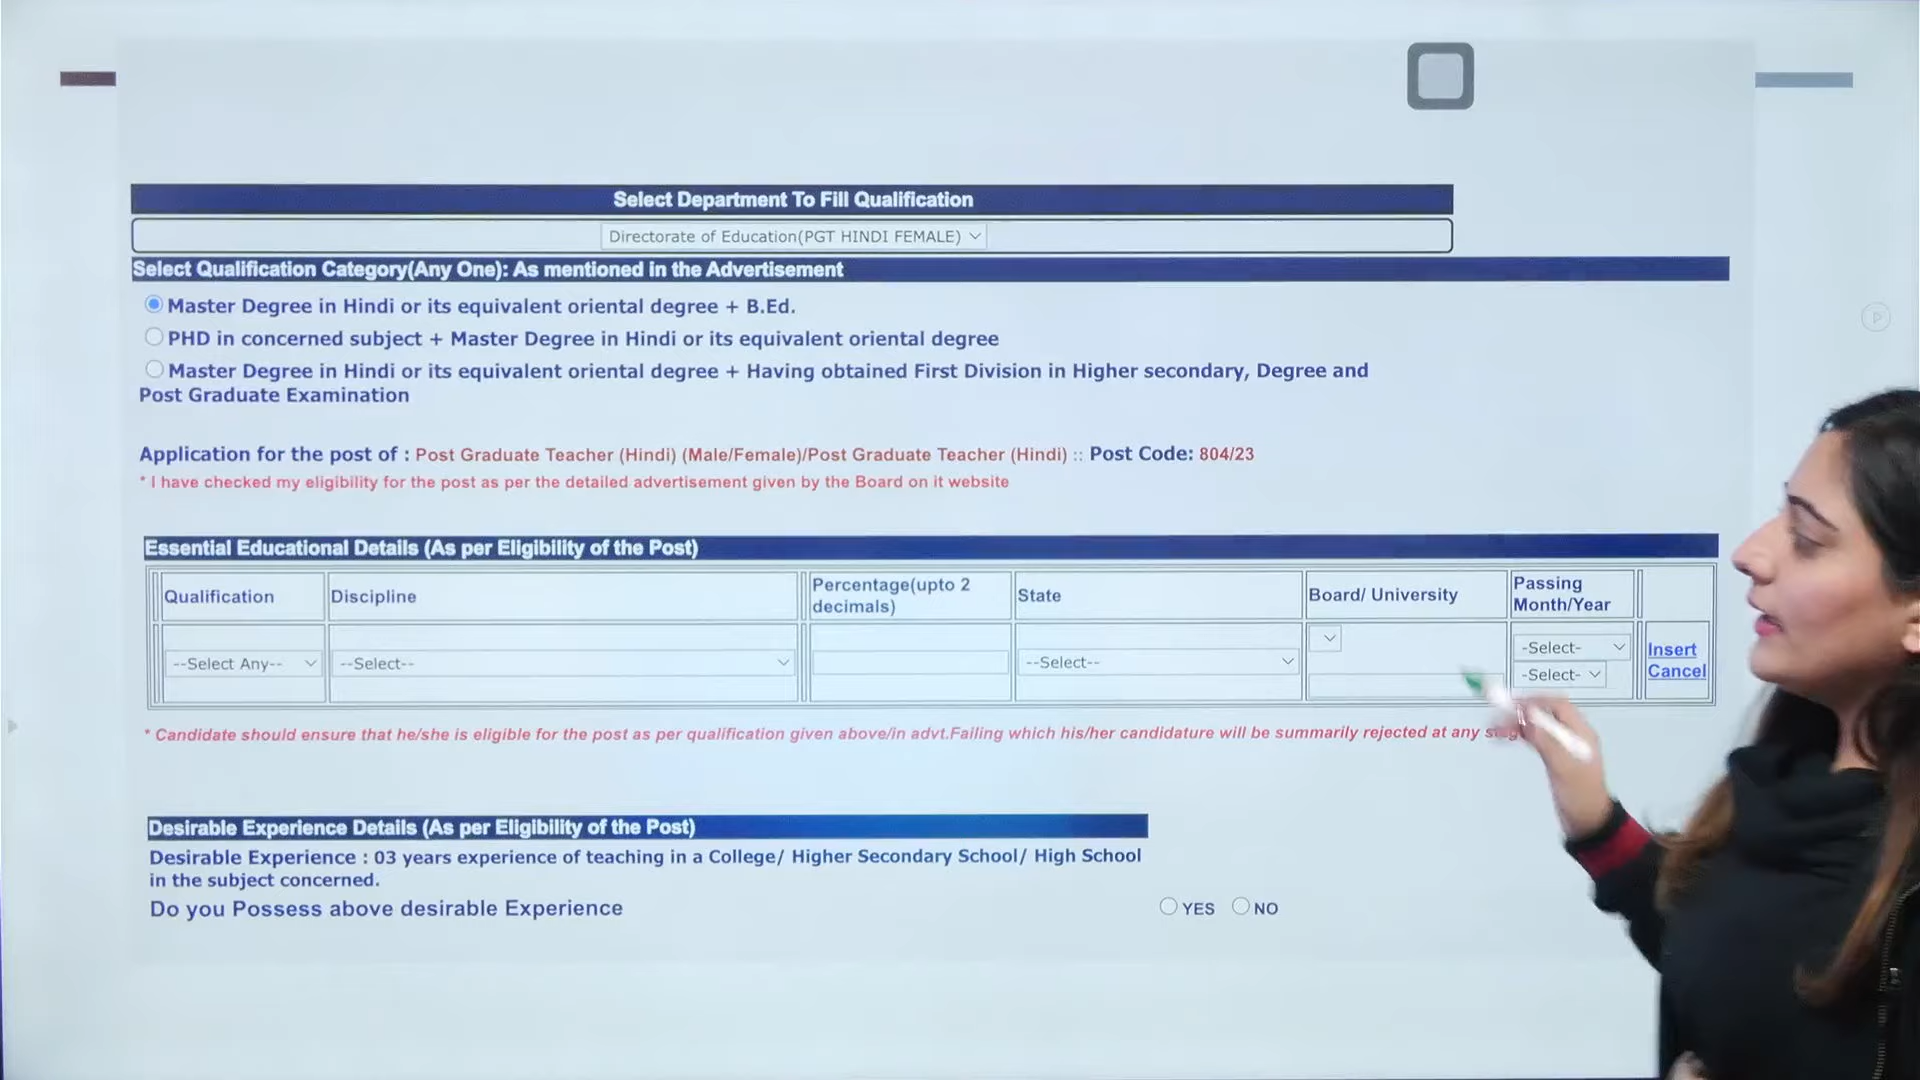 Select Department To Fill Qualification
Directorate of Education(PGT HINDI FEMALE)
Select Qualification Category(Any One): As mentioned in the Advertisement
Master Degree in Hindi or its equivalent oriental degree + B.Ed.
PHD in concerned subject + Master Degree in Hindi or its equivalent oriental degree
Master Degree in Hindi or its equivalent oriental degree + Having obtained First Division in Higher secondary, Degree and
Post Graduate Examination
Application for the post of : Post Graduate Teacher (Hindi) (Male/Female)/Post Graduate Teacher (Hindi) :: Post Code: 804/23
* I have checked my eligibility for the post as per the detailed advertisement given by the Board on it website
Essential Educational Details (As per Eligibility of the Post)
Qualification Discipline Percentage(upto 2 decimals) State Board/ University Passing Month/Year
--Select Any-- --Select-- --Select-- -Select- Insert
-Select- Cancel
* Candidate should ensure that he/she is eligible for the post as per qualification given above/in advt.Failing which his/her candidature will be summarily rejected at any
Desirable Experience Details (As per Eligibility of the Post)
Desirable Experience : 03 years experience of teaching in a College/ Higher Secondary School/ High School
in the subject concerned.
Do you Possess above desirable Experience YES NO